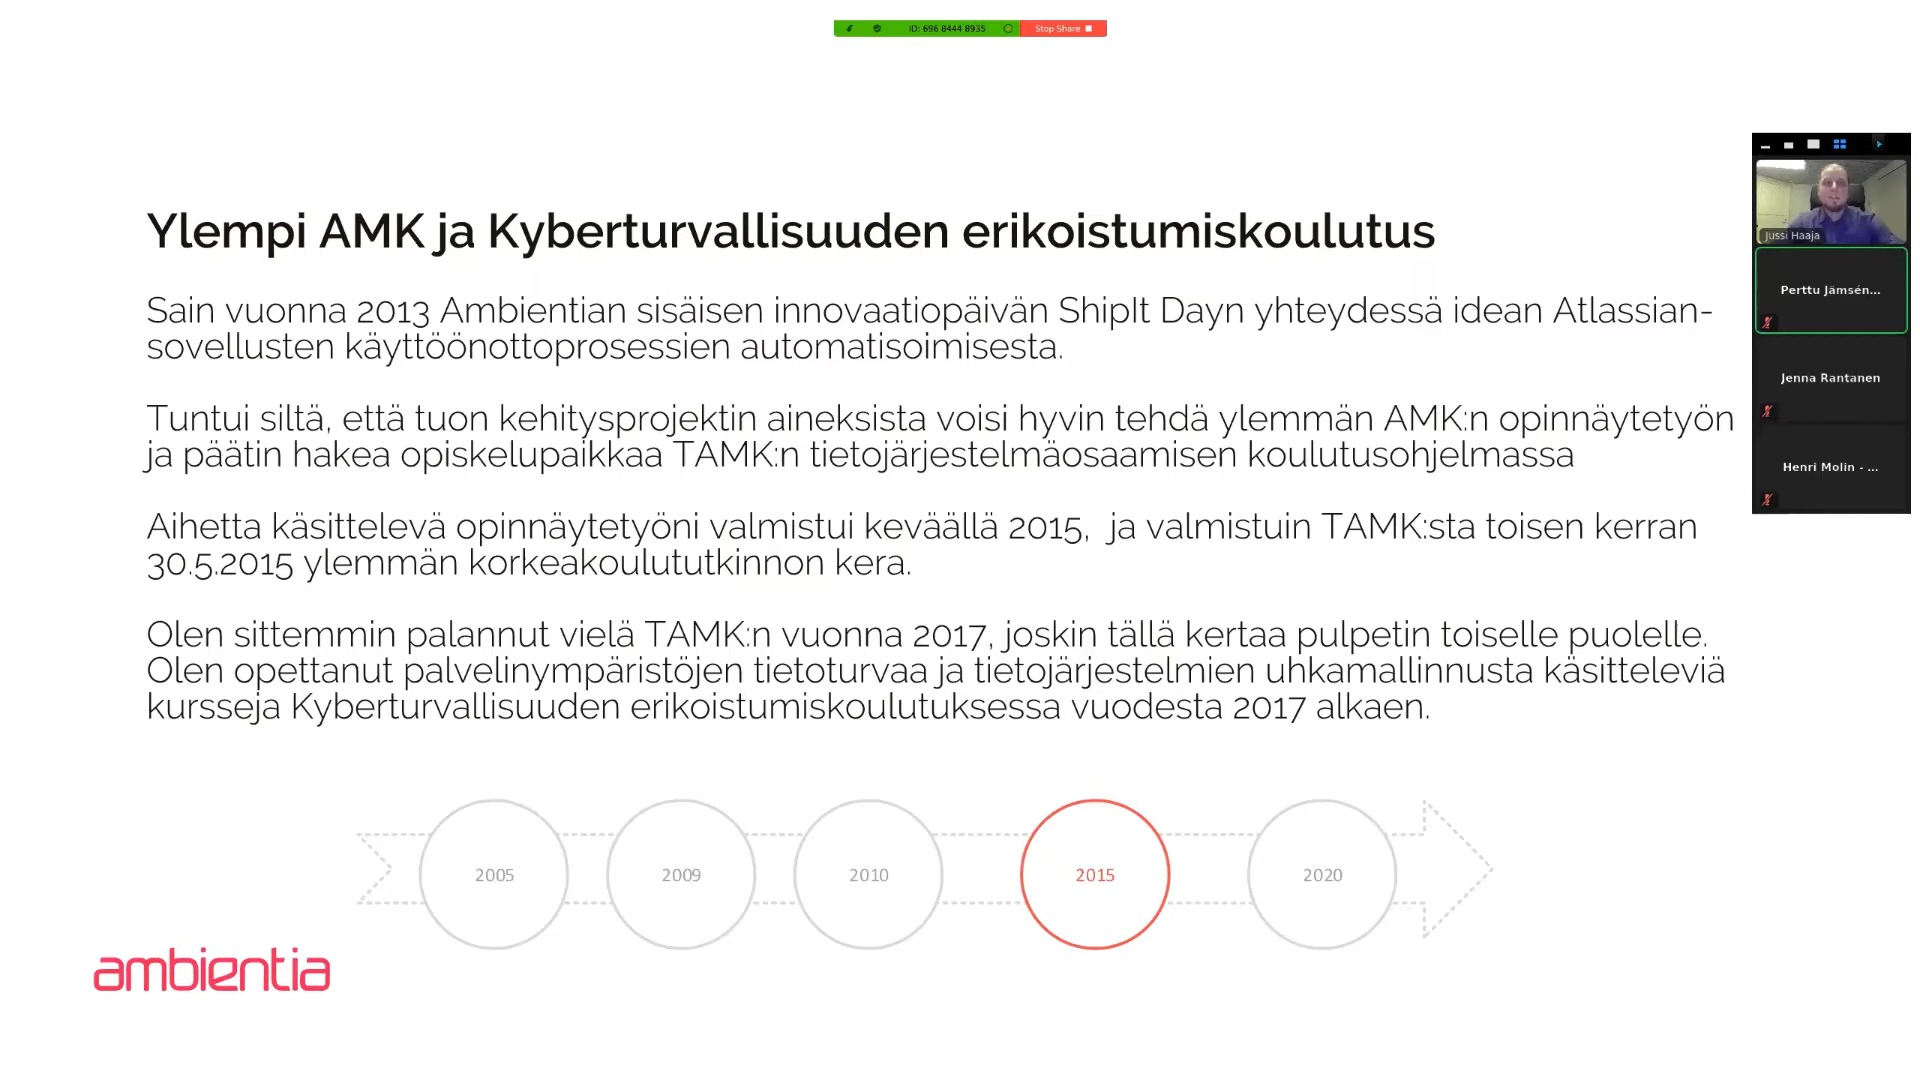 ID: 696 8444 8935
Stop Share
Ylempi AMK ja Kyberturvallisuuden erikoistumiskoulutus
Sain vuonna 2013 Ambientian sisäisen innovaatiopäivän ShipIt Dayn yhteydessä idean Atlassian-
sovellusten käyttöönottoprosessien automatisoimisesta.
Tuntui siltä, että tuon kehitysprojektin aineksista voisi hyvin tehdä ylemmän AMK:n opinnäytetyön
ja päätin hakea opiskelupaikkaa TAMK:n tietojärjestelmäosaamisen koulutusohjelmassa
Aihetta käsittelevä opinnäytetyöni valmistui keväällä 2015,  ja valmistuin TAMK:sta toisen kerran
30.5.2015 ylemmän korkeakoulututkinnon kera.
Olen sittemmin palannut vielä TAMK:n vuonna 2017, joskin tällä kertaa pulpetin toiselle puolelle.
Olen opettanut palvelinympäristöjen tietoturvaa ja tietojärjestelmien uhkamallinnusta käsitteleviä
kursseja Kyberturvallisuuden erikoistumiskoulutuksessa vuodesta 2017 alkaen.
2005
2009
2010
2015
2020
ambientia
Jussi Haaja
Perttu Jämsén...
Jenna Rantanen
Henri Molin - ...